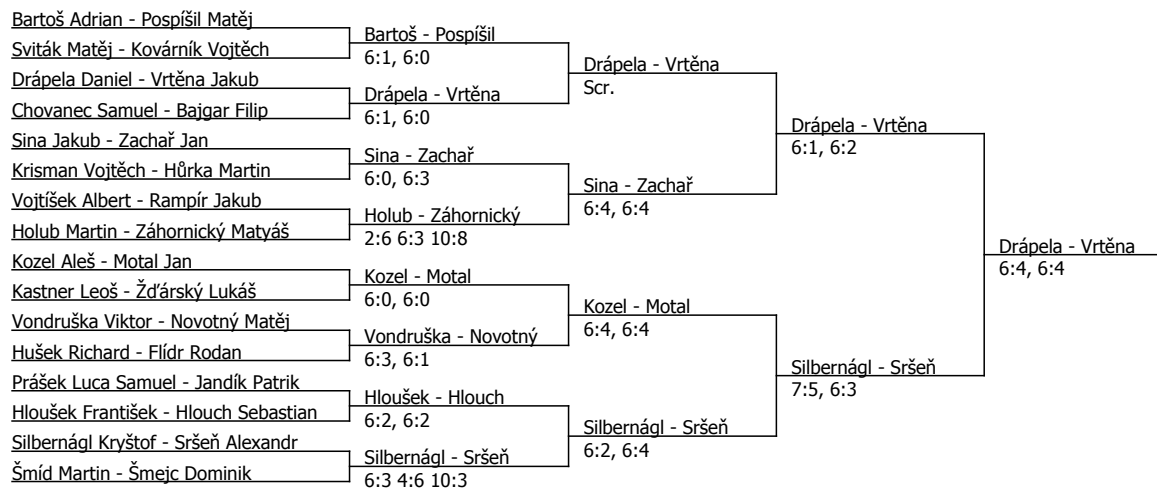 Bartoš Adrian - Pospíšil Matěj
Sviták Matěj - Kovárník Vojtěch
Drápela Daniel - Vrtěna Jakub
Chovanec Samuel - Bajgar Filip
Sina Jakub - Zachař Jan
Krisman Vojtěch - Hůrka Martin
Vojtíšek Albert - Rampír Jakub
Holub Martin - Záhornický Matyáš
Kozel Aleš - Motal Jan
Kastner Leoš - Žďárský Lukáš
Vondruška Viktor - Novotný Matěj
Hušek Richard - Flídr Rodan
Prášek Luca Samuel - Jandík Patrik
Hloušek František - Hlouch Sebastian
Silbernágl Kryštof - Sršeň Alexandr
Šmíd Martin - Šmejc Dominik
Bartoš - Pospíšil
6:1, 6:0
Drápela - Vrtěna
6:1, 6:0
Sina - Zachař
6:0, 6:3
Holub - Záhornický
2:6 6:3 10:8
Kozel - Motal
6:0, 6:0
Vondruška - Novotný
6:3, 6:1
Hloušek - Hlouch
6:2, 6:2
Silbernágl - Sršeň
6:3 4:6 10:3
Drápela - Vrtěna
Scr.
Sina - Zachař
6:4, 6:4
Kozel - Motal
6:4, 6:4
Silbernágl - Sršeň
6:2, 6:4
Drápela - Vrtěna
6:1, 6:2
Silbernágl - Sršeň
7:5, 6:3
Drápela - Vrtěna
6:4, 6:4